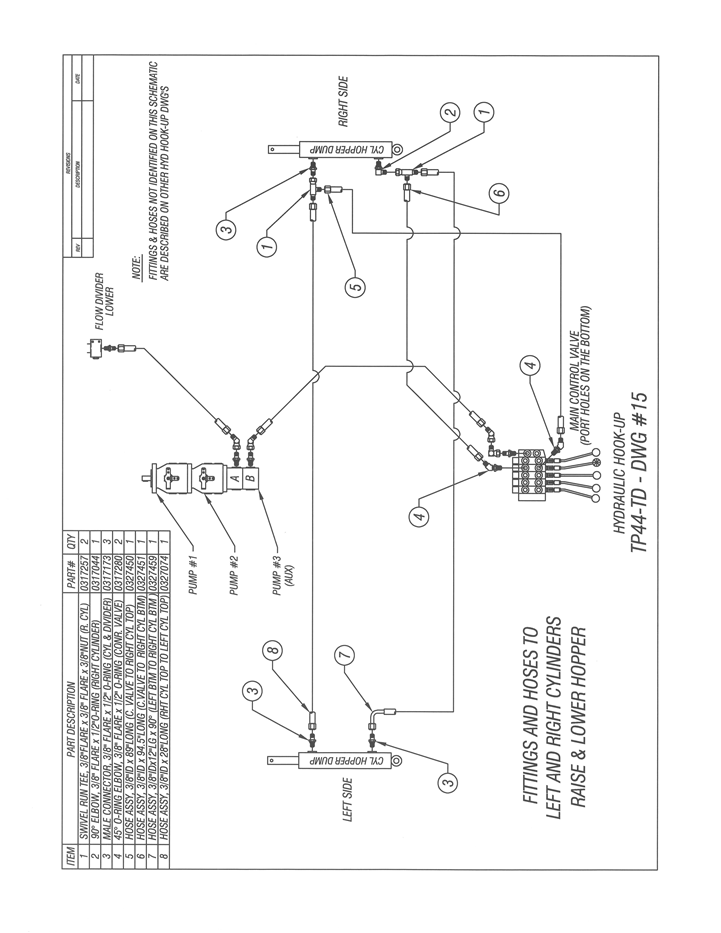 ITEM PART DESCRIPTION PART# QTY
1 SWIVEL RUN TEE, 3/8"FLARE x 3/8" FLARE x 3/8"NUT (R. CYL) 0317257 2
2 90° ELBOW, 3/8" FLARE x 1/2"O-RING (RIGHT CYLINDER) 0317044 1
3 MALE CONNECTOR, 3/8" FLARE x 1/2" O-RING (CYL & DIVIDER) 0317173 3
4 45° O-RING ELBOW, 3/8" FLARE x 1/2" O-RING (CONR. VALVE) 0317280 2
5 HOSE ASSY, 3/8"ID x 89"LONG (C. VALVE TO RIGHT CYL TOP) 0327450 1
6 HOSE ASSY, 3/8"ID x 94.5"LONG (C.VALVE TO RIGHT CYL BTM) 0327451 1
7 HOSE ASSY, 3/8"IDx12"LG x 90° (LEFT BTM TO RIGHT CYL BTM) 0327459 1
8 HOSE ASSY, 3/8"ID x 28"LONG (RHT CYL TOP TO LEFT CYL TOP) 0327074 1
REVISIONS
REV DESCRIPTION DATE
NOTE:
FITTINGS & HOSES NOT IDENTIFIED ON THIS SCHEMATIC
ARE DESCRIBED ON OTHER HYD HOOK-UP DWG'S
FLOW DIVIDER
LOWER
PUMP #1
PUMP #2
PUMP #3
(AUX)
A
B
LEFT SIDE
CYL HOPPER DUMP
3
8
7
3
RIGHT SIDE
CYL HOPPER DUMP
3
1
5
2
1
6
4
4
MAIN CONTROL VALVE
(PORT HOLES ON THE BOTTOM)
FITTINGS AND HOSES TO
LEFT AND RIGHT CYLINDERS
RAISE & LOWER HOPPER
HYDRAULIC HOOK-UP
TP44-TD - DWG #15